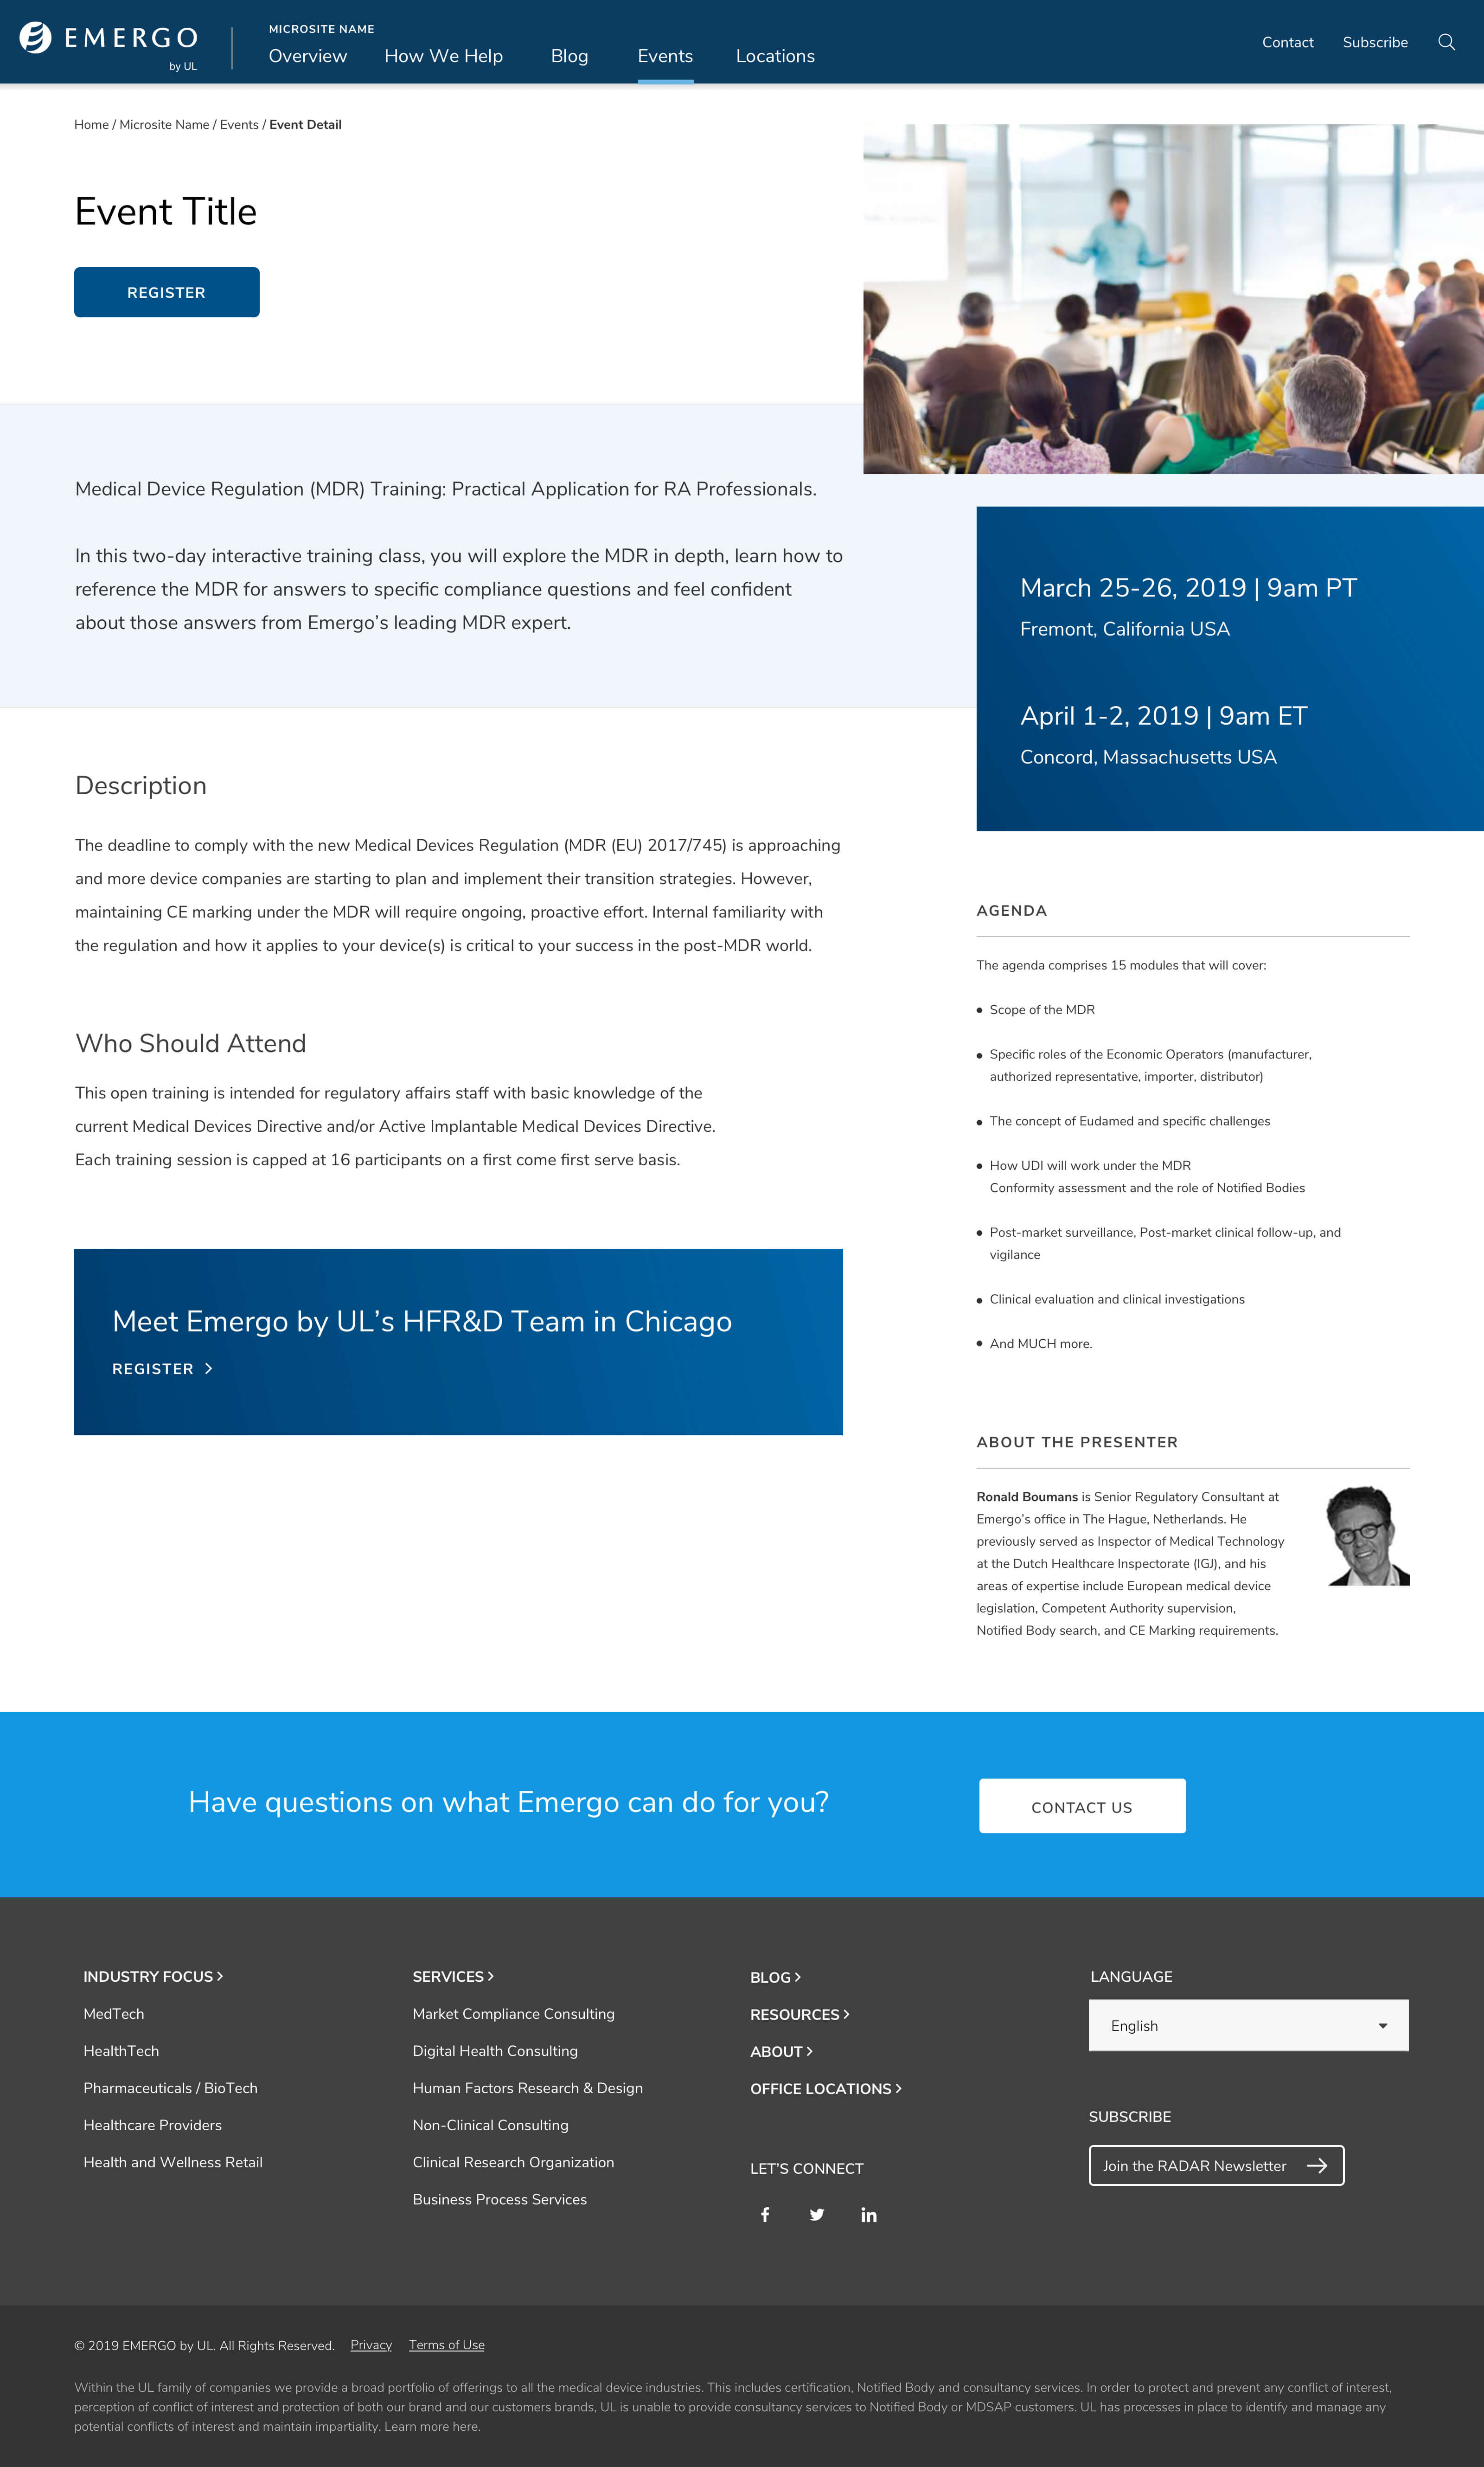 EMERGO
by UL
MICROSITE NAME
Overview
How We Help
Blog
Events
Locations
Contact
Subscribe
Home / Microsite Name / Events / Event Detail
Event Title
REGISTER
Medical Device Regulation (MDR) Training: Practical Application for RA Professionals.
In this two-day interactive training class, you will explore the MDR in depth, learn how to
reference the MDR for answers to specific compliance questions and feel confident
about those answers from Emergo’s leading MDR expert.
March 25-26, 2019 | 9am PT
Fremont, California USA
April 1-2, 2019 | 9am ET
Concord, Massachusetts USA
Description
The deadline to comply with the new Medical Devices Regulation (MDR (EU) 2017/745) is approaching
and more device companies are starting to plan and implement their transition strategies. However,
maintaining CE marking under the MDR will require ongoing, proactive effort. Internal familiarity with
the regulation and how it applies to your device(s) is critical to your success in the post-MDR world.
Who Should Attend
This open training is intended for regulatory affairs staff with basic knowledge of the
current Medical Devices Directive and/or Active Implantable Medical Devices Directive.
Each training session is capped at 16 participants on a first come first serve basis.
Meet Emergo by UL’s HFR&D Team in Chicago
REGISTER
AGENDA
The agenda comprises 15 modules that will cover:
• Scope of the MDR
• Specific roles of the Economic Operators (manufacturer,
authorized representative, importer, distributor)
• The concept of Eudamed and specific challenges
• How UDI will work under the MDR
Conformity assessment and the role of Notified Bodies
• Post-market surveillance, Post-market clinical follow-up, and
vigilance
• Clinical evaluation and clinical investigations
• And MUCH more.
ABOUT THE PRESENTER
Ronald Boumans is Senior Regulatory Consultant at
Emergo’s office in The Hague, Netherlands. He
previously served as Inspector of Medical Technology
at the Dutch Healthcare Inspectorate (IGJ), and his
areas of expertise include European medical device
legislation, Competent Authority supervision,
Notified Body search, and CE Marking requirements.
Have questions on what Emergo can do for you?
CONTACT US
INDUSTRY FOCUS
MedTech
HealthTech
Pharmaceuticals / BioTech
Healthcare Providers
Health and Wellness Retail
SERVICES
Market Compliance Consulting
Digital Health Consulting
Human Factors Research & Design
Non-Clinical Consulting
Clinical Research Organization
Business Process Services
BLOG
RESOURCES
ABOUT
OFFICE LOCATIONS
LET’S CONNECT
LANGUAGE
English
SUBSCRIBE
Join the RADAR Newsletter
© 2019 EMERGO by UL. All Rights Reserved. Privacy Terms of Use
Within the UL family of companies we provide a broad portfolio of offerings to all the medical device industries. This includes certification, Notified Body and consultancy services. In order to protect and prevent any conflict of interest,
perception of conflict of interest and protection of both our brand and our customers brands, UL is unable to provide consultancy services to Notified Body or MDSAP customers. UL has processes in place to identify and manage any
potential conflicts of interest and maintain impartiality. Learn more here.